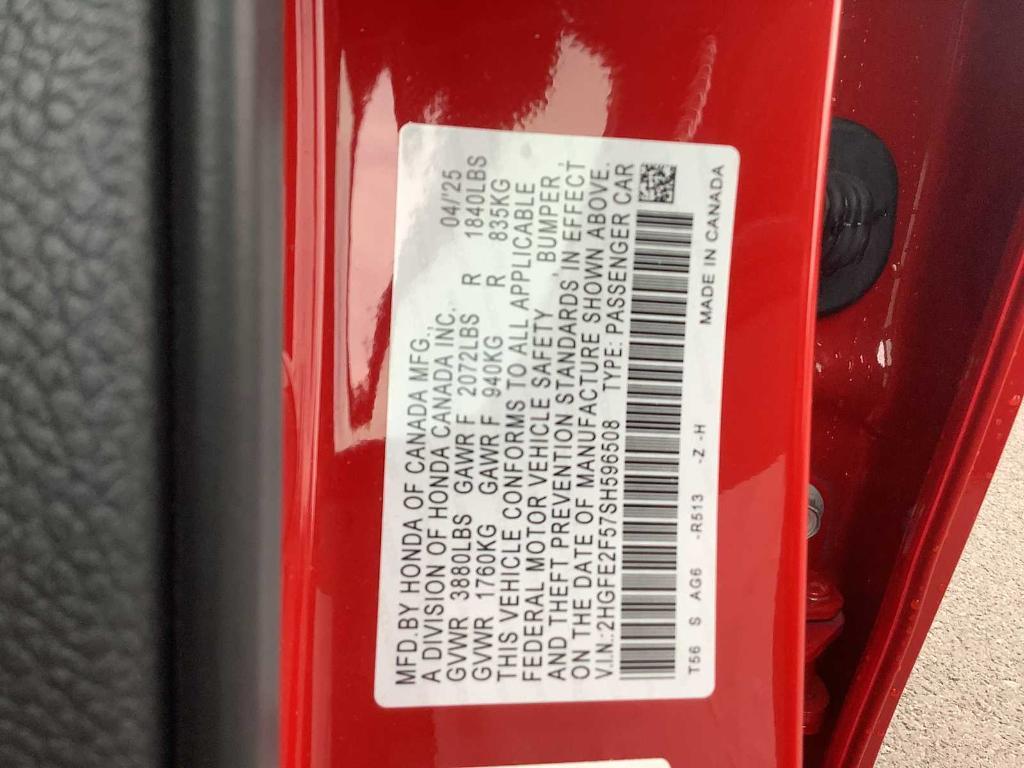 MFD.BY HONDA OF CANADA MFG.,
A DIVISION OF HONDA CANADA INC. 04/'25
GVWR 3880LBS GAWR F 2072LBS R 1840LBS
GVWR 1760KG GAWR F 940KG R 835KG
THIS VEHICLE CONFORMS TO ALL APPLICABLE
FEDERAL MOTOR VEHICLE SAFETY, BUMPER,
AND THEFT PREVENTION STANDARDS IN EFFECT
ON THE DATE OF MANUFACTURE SHOWN ABOVE.
V.I.N.:2HGFE2F57SH596508 TYPE: PASSENGER CAR
T56 S AG6 -R513 -Z -H MADE IN CANADA